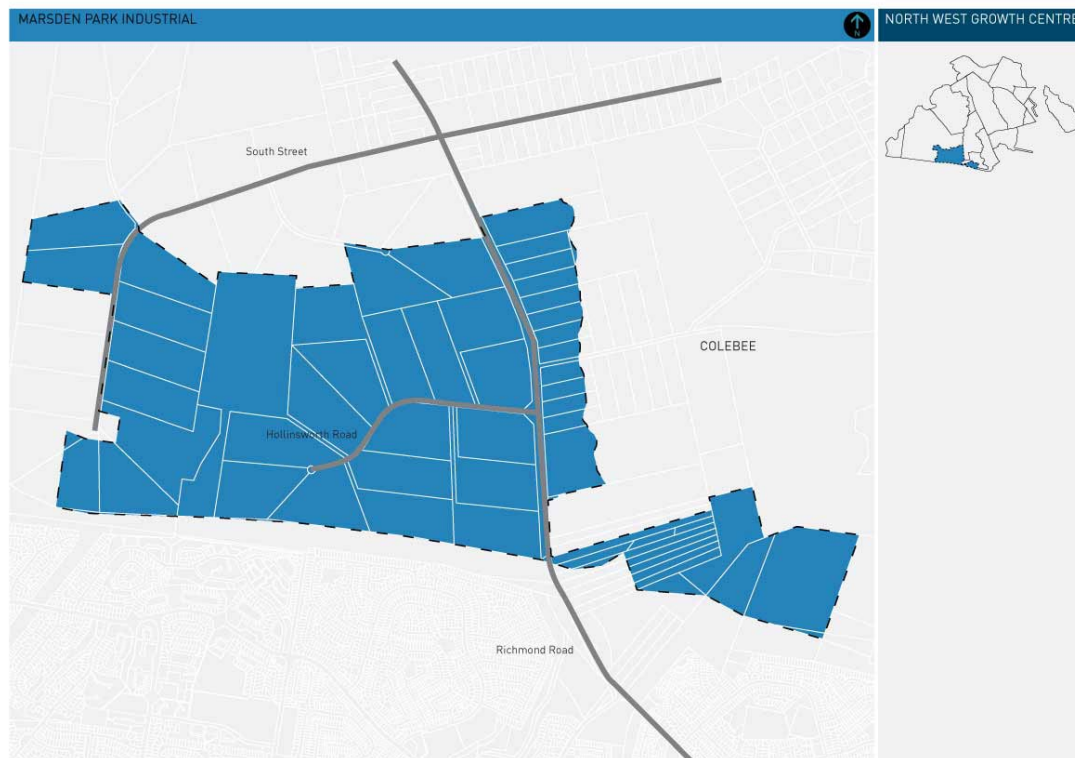 MARSDEN PARK INDUSTRIAL
N
NORTH WEST GROWTH CENTRE
South Street
COLEBEE
Hollinsworth Road
Richmond Road